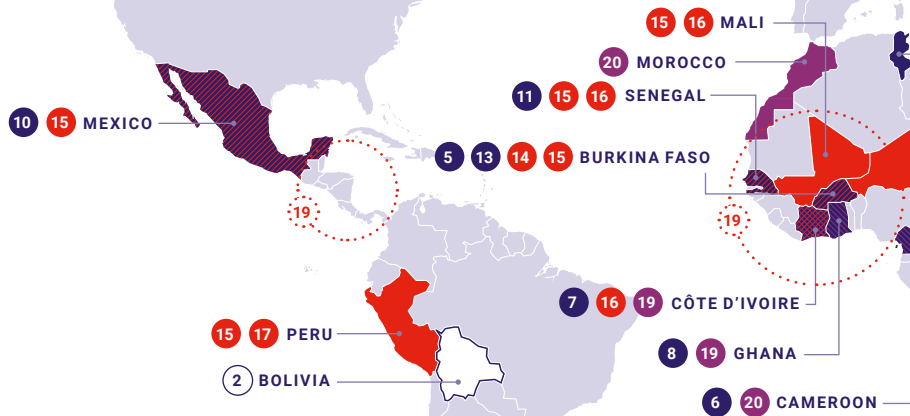 15 16 MALI
20 MOROCCO
11 15 16 SENEGAL
10 15 MEXICO
5 13 14 15 BURKINA FASO
19
19
7 16 19 CÔTE D'IVOIRE
15 17 PERU
8 19 GHANA
2 BOLIVIA
6 20 CAMEROON